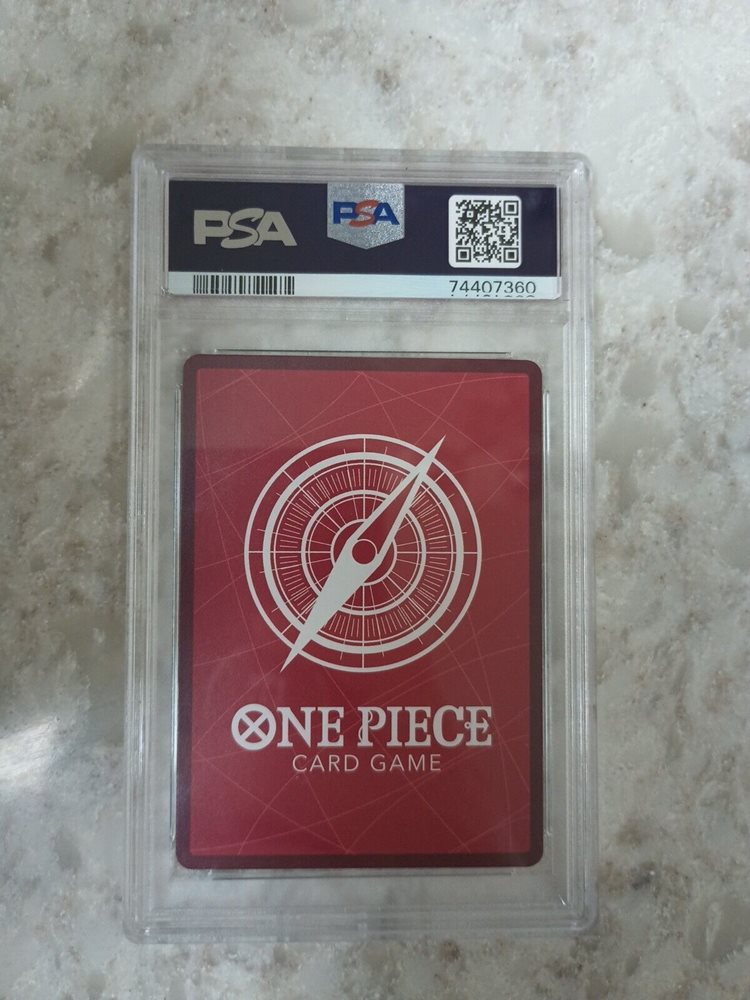 PSA
PSA
74407360
ONE PIECE
CARD GAME